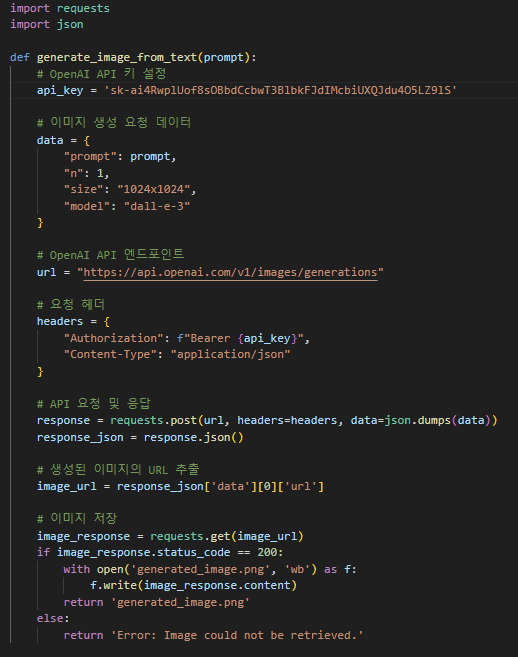 import requests
import json
def generate_image_from_text(prompt):
# OpenAI API 키 설정
api_key = ''
# 이미지 생성 요청 데이터
data = {
"prompt": prompt,
"n": 1,
"size": "1024x1024",
"model": "dall-e-3"
}
# OpenAI API 엔드포인트
url = "https://api.openai.com/v1/images/generations"
# 요청 헤더
headers = {
"Authorization": f"Bearer {api_key}",
"Content-Type": "application/json"
}
# API 요청 및 응답
response = requests.post(url, headers=headers, data=json.dumps(data))
response_json = response.json()
# 생성된 이미지의 URL 추출
image_url = response_json['data'][0]['url']
# 이미지 저장
image_response = requests.get(image_url)
if image_response.status_code == 200:
with open('generated_image.png', 'wb') as f:
f.write(image_response.content)
return 'generated_image.png'
else:
return 'Error: Image could not be retrieved.'